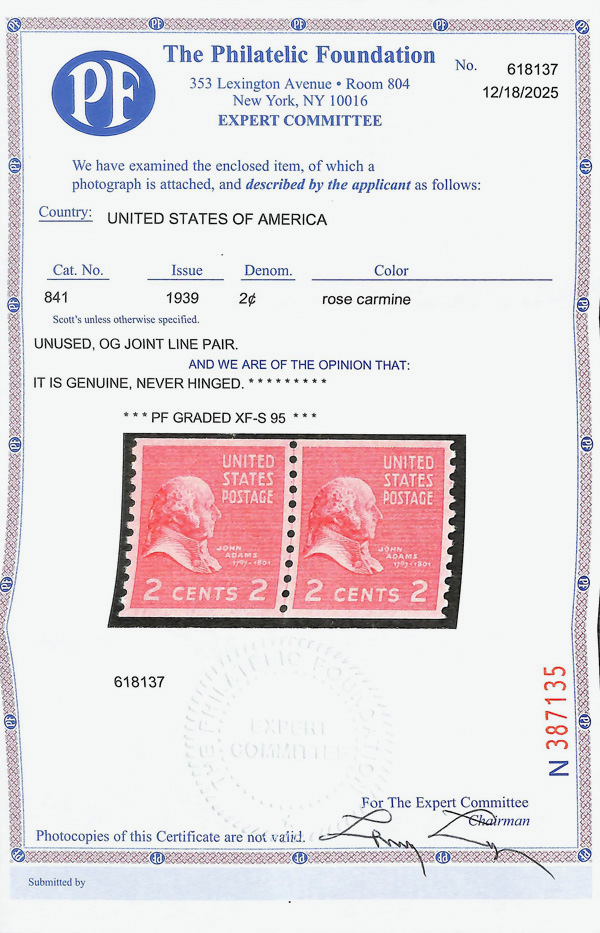 PF
The Philatelic Foundation
353 Lexington Avenue • Room 804
New York, NY 10016
EXPERT COMMITTEE
No. 618137
12/18/2025
We have examined the enclosed item, of which a
photograph is attached, and described by the applicant as follows:
Country: UNITED STATES OF AMERICA
Cat. No. Issue Denom. Color
841 1939 2¢ rose carmine
Scott's unless otherwise specified.
UNUSED, OG JOINT LINE PAIR.
AND WE ARE OF THE OPINION THAT:
IT IS GENUINE, NEVER HINGED. * * * * * * * * *
* * * PF GRADED XF-S 95 * * *
UNITED
STATES
POSTAGE
JOHN
ADAMS
1797-1801
2 CENTS 2
UNITED
STATES
POSTAGE
JOHN
ADAMS
1797-1801
2 CENTS 2
618137
THE PHILATELIC FOUNDATION
EXPERT
COMMITTEE
N 387135
For The Expert Committee
Chairman
Photocopies of this Certificate are not valid.
Submitted by